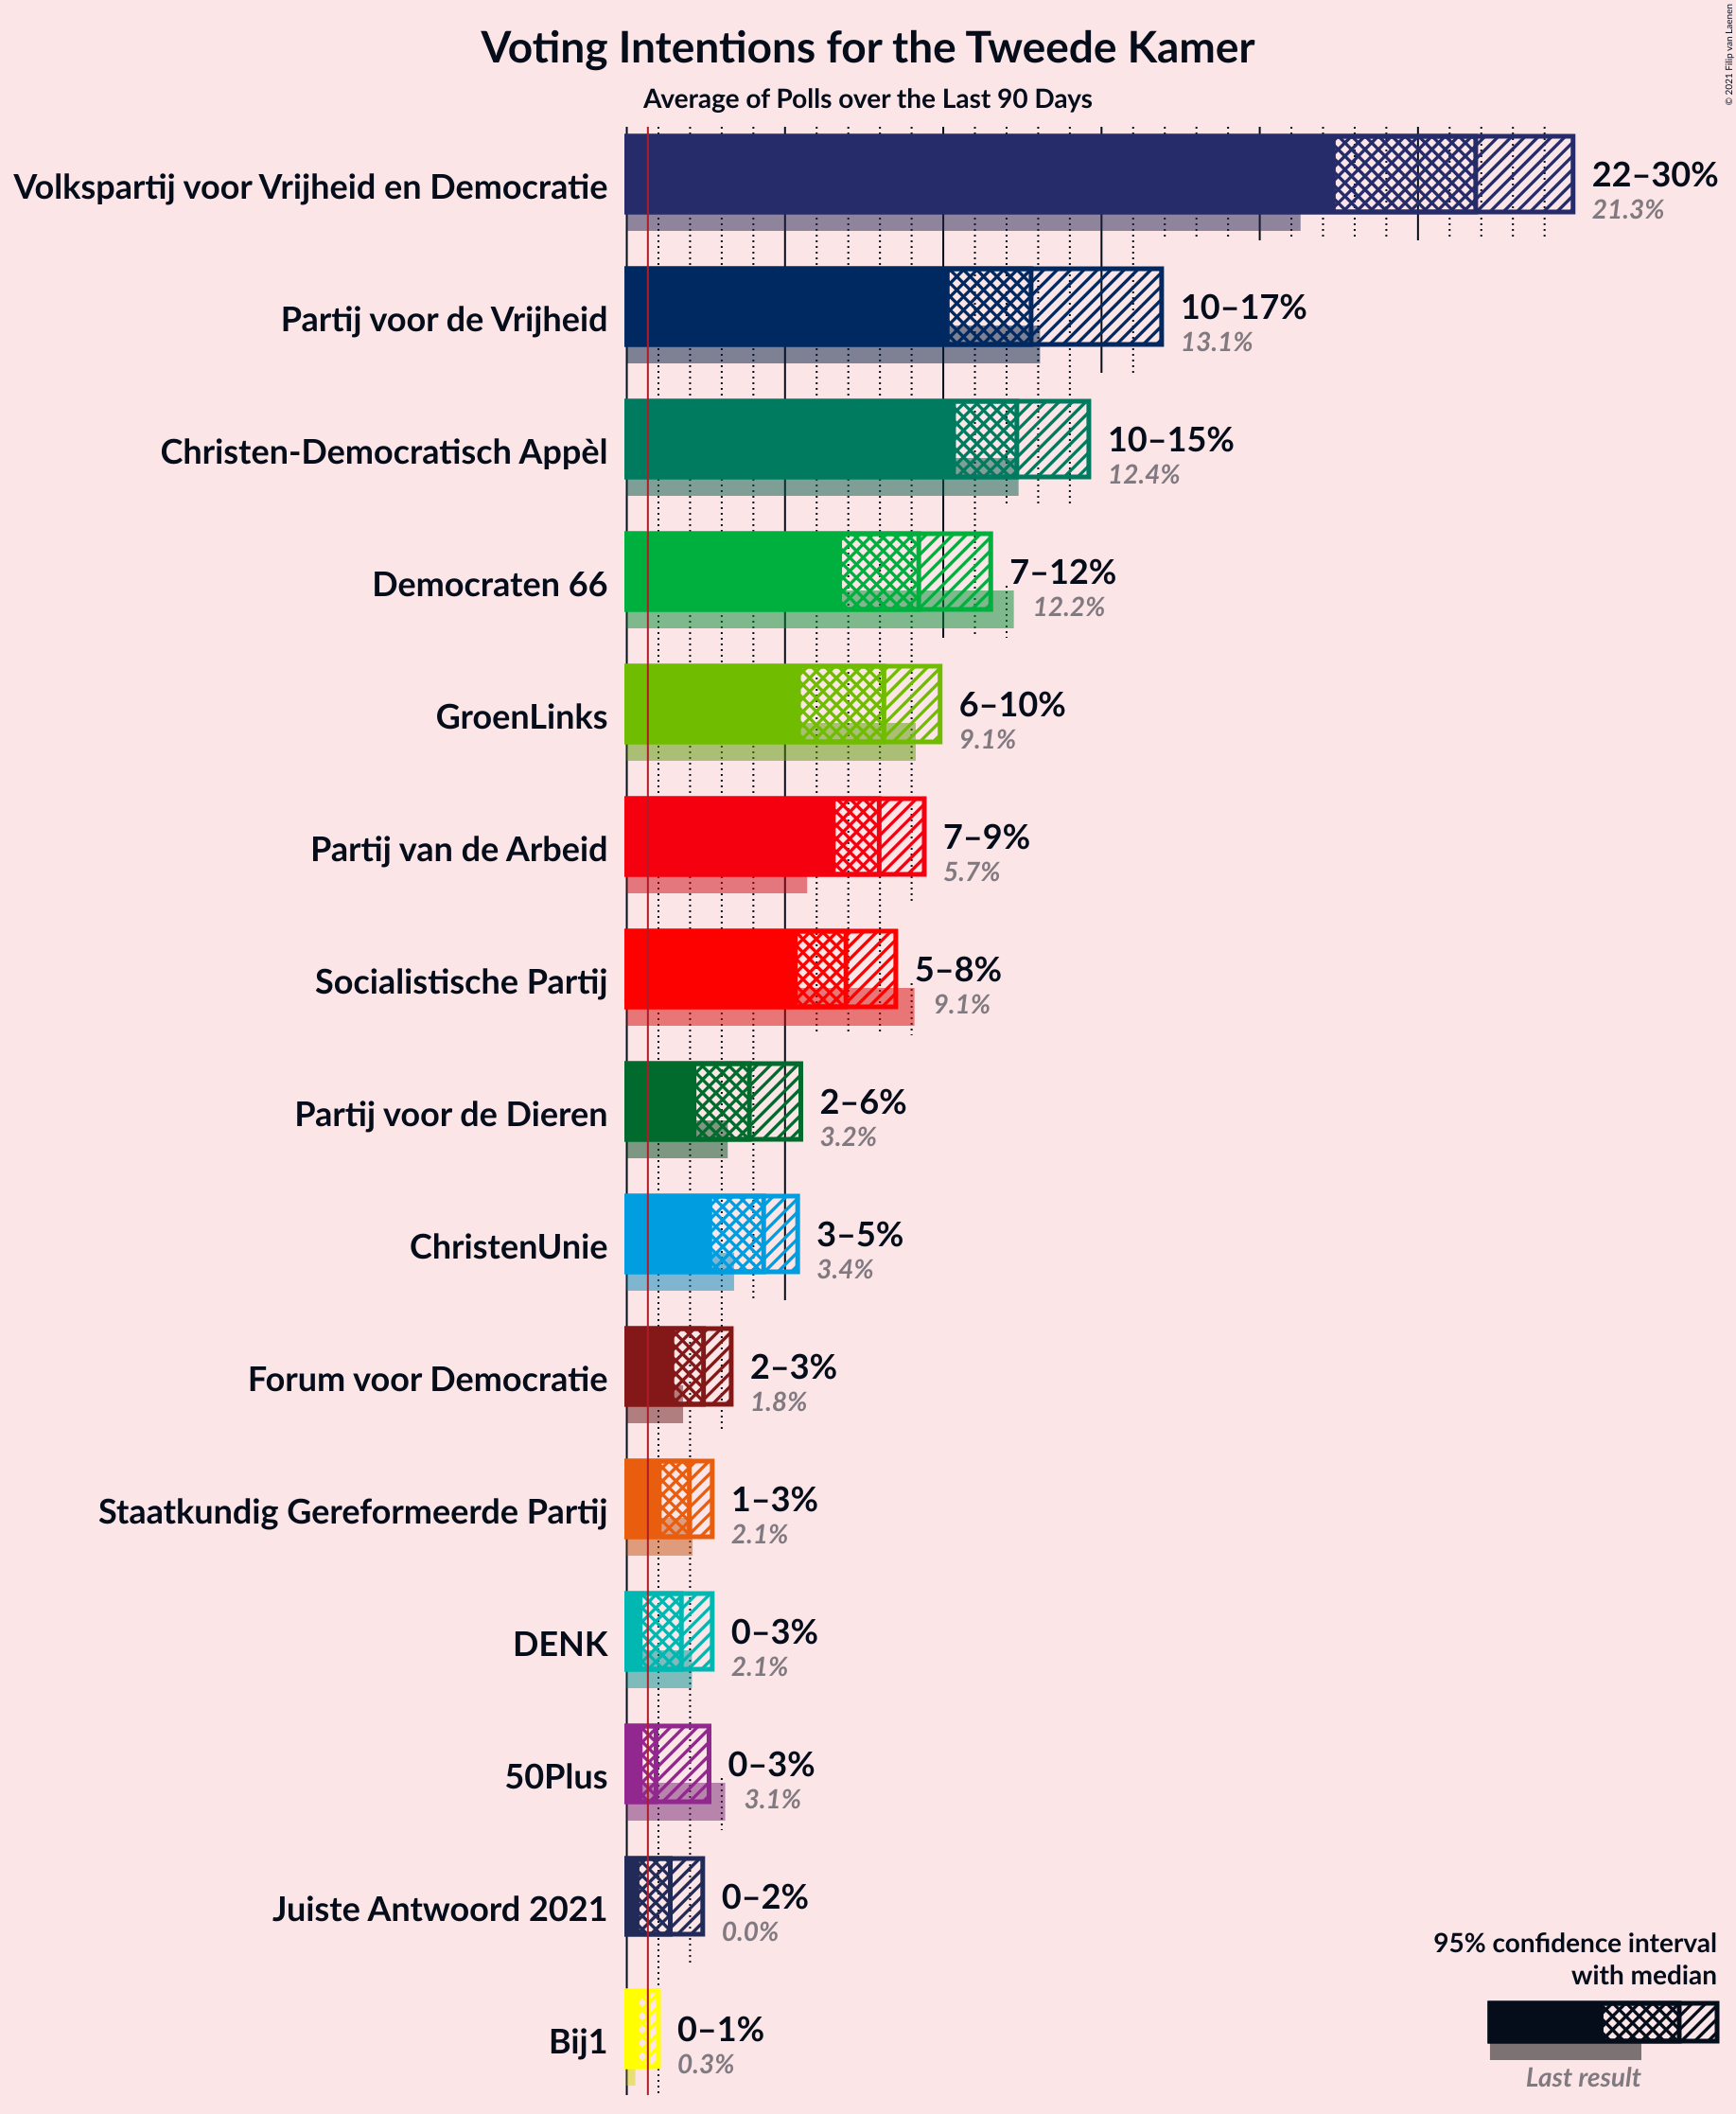 Voting Intentions for the Tweede Kamer
Average of Polls over the Last 90 Days
© 2021 Filip van Laenen
Volkspartij voor Vrijheid en Democratie
22–30%
21.3%
Partij voor de Vrijheid
10–17%
13.1%
Christen-Democratisch Appèl
10–15%
12.4%
Democraten 66
7–12%
12.2%
GroenLinks
6–10%
9.1%
Partij van de Arbeid
7–9%
5.7%
Socialistische Partij
5–8%
9.1%
Partij voor de Dieren
2–6%
3.2%
ChristenUnie
3–5%
3.4%
Forum voor Democratie
2–3%
1.8%
Staatkundig Gereformeerde Partij
1–3%
2.1%
DENK
0–3%
2.1%
50Plus
0–3%
3.1%
Juiste Antwoord 2021
0–2%
0.0%
Bij1
0–1%
0.3%
95% confidence interval
with median
Last result